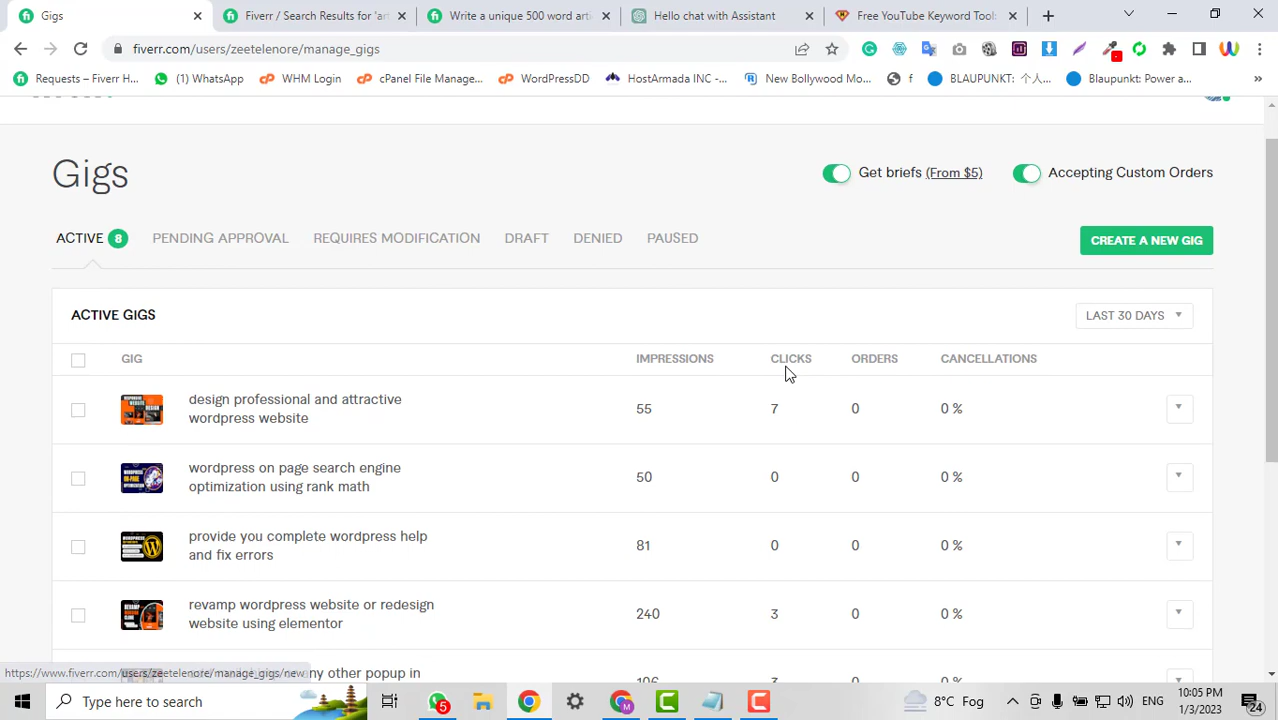 Gigs
Fiverr / Search Results for 'art
Write a unique 500 word artic
Hello chat with Assistant
Free YouTube Keyword Tool:
fiverr.com/users/zeetelenore/manage_gigs
Requests – Fiverr H...
(1) WhatsApp
WHM Login
cPanel File Manage...
WordPressDD
HostArmada INC -...
New Bollywood Mo...
f
BLAUPUNKT: 个人...
Blaupunkt: Power a...
»
Gigs
Get briefs (From $5)
Accepting Custom Orders
ACTIVE 8
PENDING APPROVAL
REQUIRES MODIFICATION
DRAFT
DENIED
PAUSED
CREATE A NEW GIG
ACTIVE GIGS
LAST 30 DAYS
GIG
IMPRESSIONS
CLICKS
ORDERS
CANCELLATIONS
design professional and attractive
wordpress website
55
7
0
0 %
wordpress on page search engine
optimization using rank math
50
0
0
0 %
provide you complete wordpress help
and fix errors
81
0
0
0 %
revamp wordpress website or redesign
website using elementor
240
3
0
0 %
any other popup in
https://www.fiverr.com/users/zeetelenore/manage_gigs/new
Type here to search
5
8°C Fog
ENG
10:05 PM
1/3/2023
24